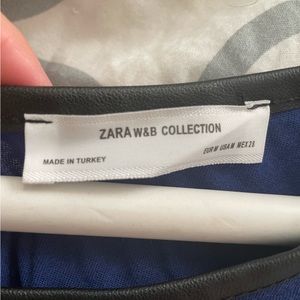 ZARA W&B COLLECTION
MADE IN TURKEY
EUR M USA M MEX 28